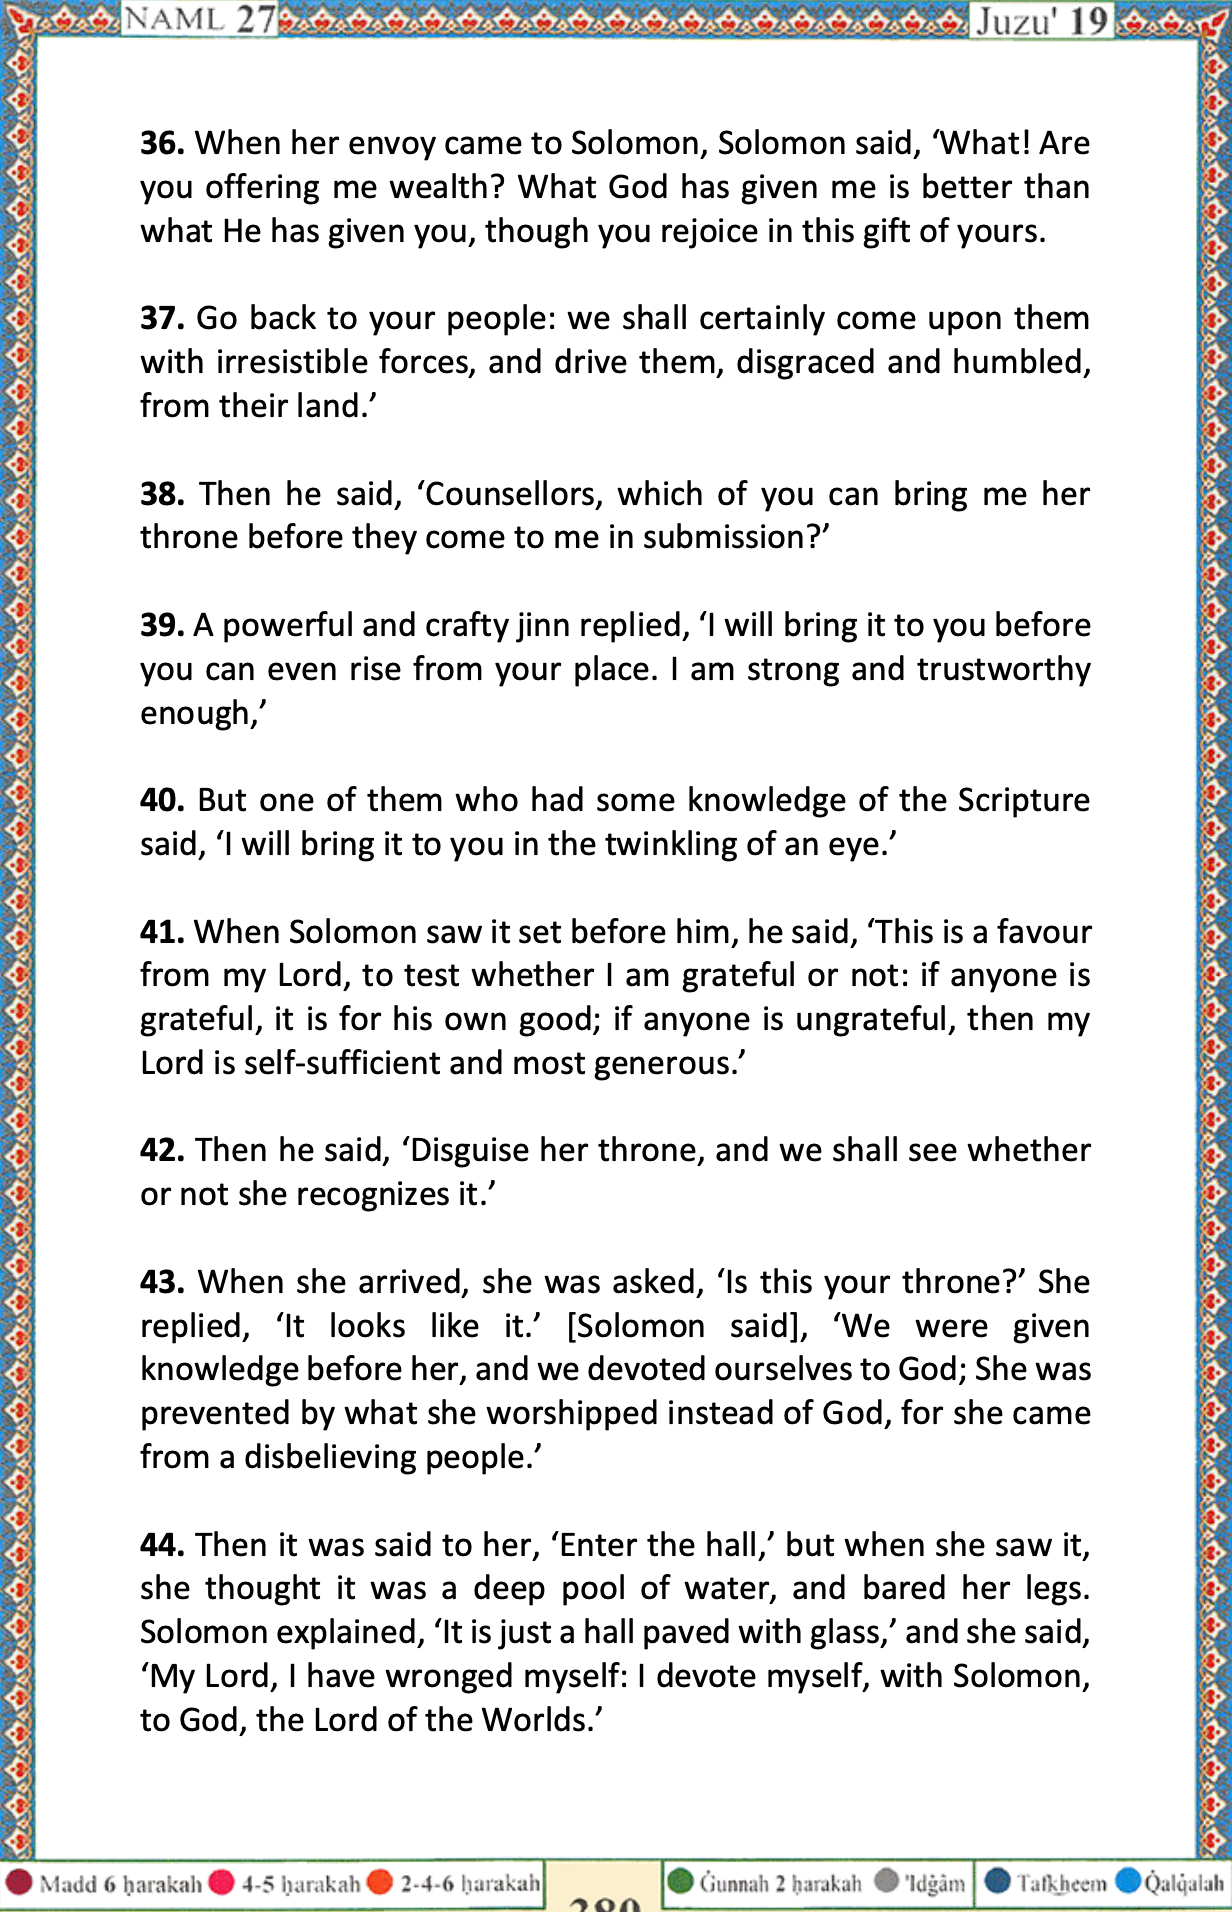 NAML 27
Juzu' 19
36. When her envoy came to Solomon, Solomon said, ‘What! Are
you offering me wealth? What God has given me is better than
what He has given you, though you rejoice in this gift of yours.
37. Go back to your people: we shall certainly come upon them
with irresistible forces, and drive them, disgraced and humbled,
from their land.’
38. Then he said, ‘Counsellors, which of you can bring me her
throne before they come to me in submission?’
39. A powerful and crafty jinn replied, ‘I will bring it to you before
you can even rise from your place. I am strong and trustworthy
enough,’
40. But one of them who had some knowledge of the Scripture
said, ‘I will bring it to you in the twinkling of an eye.’
41. When Solomon saw it set before him, he said, ‘This is a favour
from my Lord, to test whether I am grateful or not: if anyone is
grateful, it is for his own good; if anyone is ungrateful, then my
Lord is self-sufficient and most generous.’
42. Then he said, ‘Disguise her throne, and we shall see whether
or not she recognizes it.’
43. When she arrived, she was asked, ‘Is this your throne?’ She
replied, ‘It looks like it.’ [Solomon said], ‘We were given
knowledge before her, and we devoted ourselves to God; She was
prevented by what she worshipped instead of God, for she came
from a disbelieving people.’
44. Then it was said to her, ‘Enter the hall,’ but when she saw it,
she thought it was a deep pool of water, and bared her legs.
Solomon explained, ‘It is just a hall paved with glass,’ and she said,
‘My Lord, I have wronged myself: I devote myself, with Solomon,
to God, the Lord of the Worlds.’
Madd 6 ḥarakah 4-5 ḥarakah 2-4-6 ḥarakah
Ġunnah 2 ḥarakah 'Idġâm Tafkheem Q̇alq̇alah